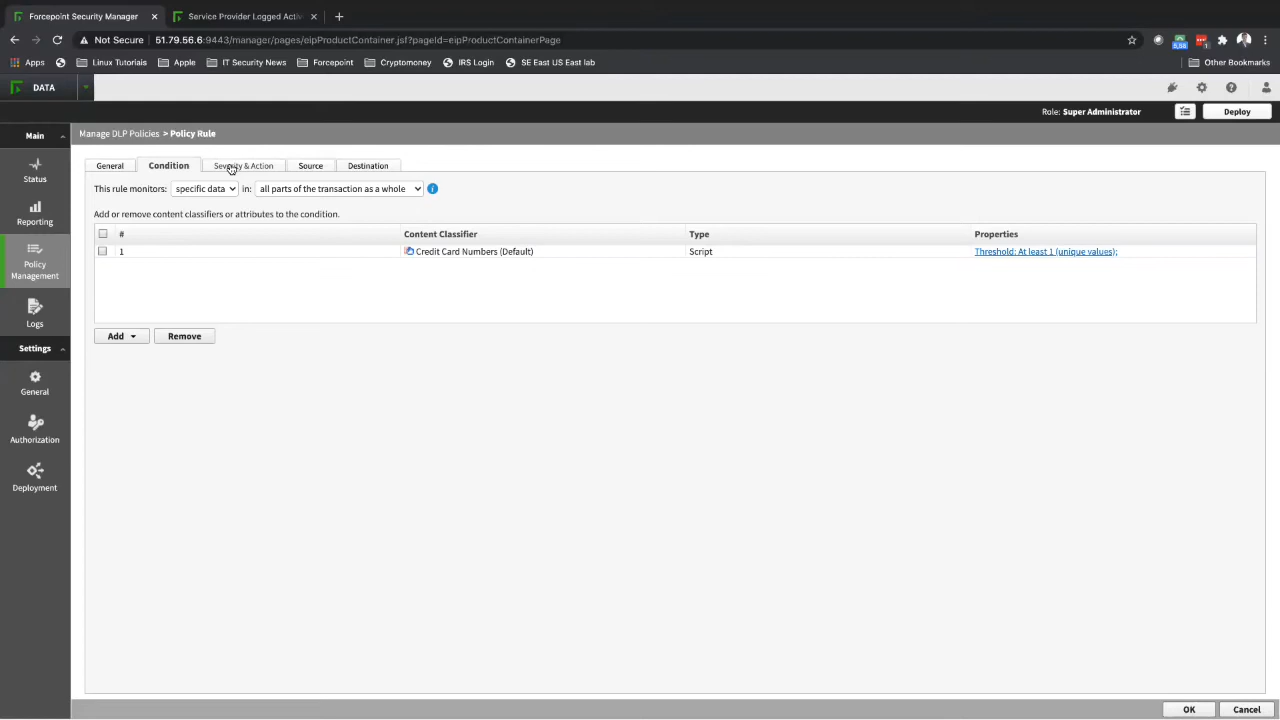 Forcepoint Security Manager
Service Provider Logged Activi
Not Secure | 51.79.56.6:9443/manager/pages/eipProductContainer.jsf?pageId=eipProductContainerPage
Apps Linux Tutorials Apple IT Security News Forcepoint Cryptomoney IRS Login SE East US East lab Other Bookmarks
DATA
Role: Super Administrator Deploy
Main
Manage DLP Policies > Policy Rule
General Condition Severity & Action Source Destination
This rule monitors: specific data in: all parts of the transaction as a whole
Add or remove content classifiers or attributes to the condition.
# Content Classifier Type Properties
1 Credit Card Numbers (Default) Script Threshold: At least 1 (unique values);
Add Remove
Status
Reporting
Policy
Management
Logs
Settings
General
Authorization
Deployment
OK Cancel